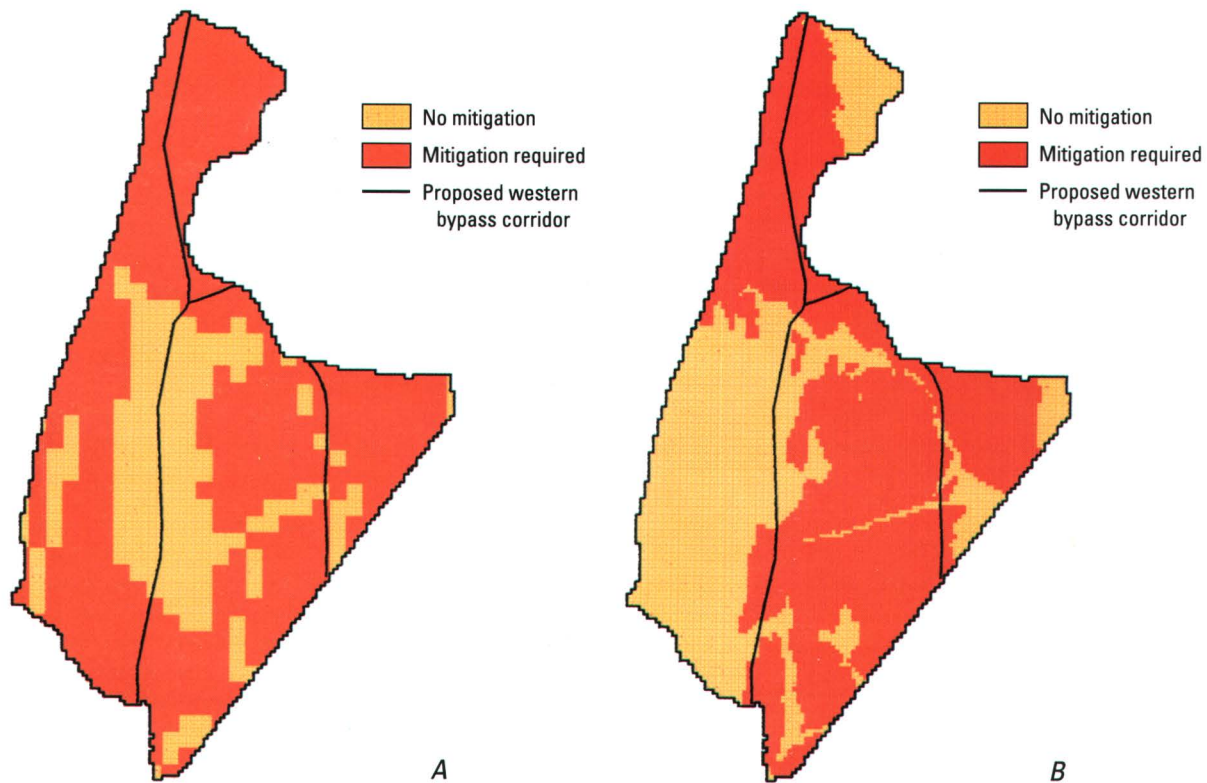 No mitigation
Mitigation required
Proposed western
bypass corridor
A
No mitigation
Mitigation required
Proposed western
bypass corridor
B